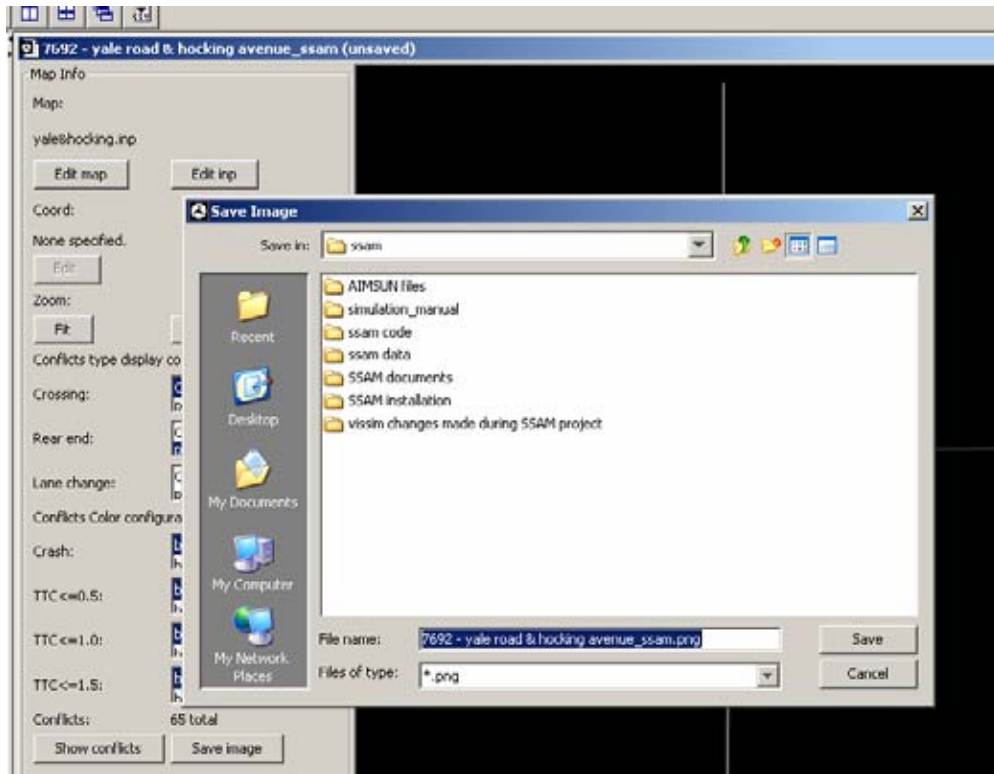 7692 - yale road & hocking avenue_ssam (unsaved)
Map Info
Map:
yale&hocking.inp
Edit map
Edit inp
Coord:
None specified.
Edit
Zoom:
Fit
Conflicts type display co
Crossing:
Rear end:
Lane change:
Conflicts Color configura
Crash:
TTC<=0.5:
TTC<=1.0:
TTC<=1.5:
Conflicts:
65 total
Show conflicts
Save image
Save Image
Save in:
ssam
Recent
Desktop
My Documents
My Computer
My Network
Places
AIMSUN files
simulation_manual
ssam code
ssam data
SSAM documents
SSAM installation
vissim changes made during SSAM project
File name:
7692 - yale road & hocking avenue_ssam.png
Save
Files of type:
*.png
Cancel